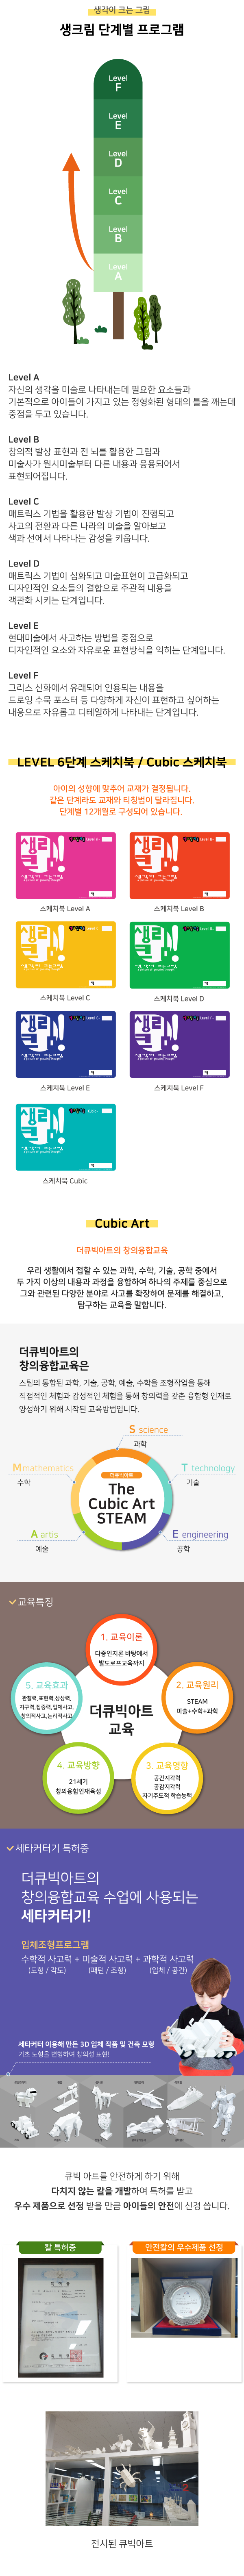 생각이 크는 그림
생크림 단계별 프로그램
Level
F
Level
E
Level
D
Level
C
Level
B
Level
A
Level A
자신의 생각을 미술로 나타내는데 필요한 요소들과
기본적으로 아이들이 가지고 있는 정형화된 형태의 틀을 깨는데
중점을 두고 있습니다.
Level B
창의적 발상 표현과 전 뇌를 활용한 그림과
미술사가 원시미술부터 다룬 내용과 응용되어서
표현되어집니다.
Level C
매트릭스 기법을 활용한 발상 기법이 진행되고
사고의 전환과 다른 나라의 미술을 알아보고
색과 선에서 나타나는 감성을 키웁니다.
Level D
매트릭스 기법이 심화되고 미술표현이 고급화되고
디자인적인 요소들의 결합으로 주관적 내용을
객관화 시키는 단계입니다.
Level E
현대미술에서 사고하는 방법을 중점으로
디자인적인 요소와 자유로운 표현방식을 익히는 단계입니다.
Level F
그리스 신화에서 유래되어 인용되는 내용을
드로잉 수묵 포스터 등 다양하게 자신이 표현하고 싶어하는
내용으로 자유롭고 디테일하게 나타내는 단계입니다.
LEVEL 6단계 스케치북 / Cubic 스케치북
아이의 성향에 맞추어 교재가 결정됩니다.
같은 단계라도 교재와 티칭법이 달라집니다.
단계별 12개월로 구성되어 있습니다.
생크림!
생크림!
스케치북 Level A
스케치북 Level B
생크림!
생크림!
스케치북 Level C
스케치북 Level D
생크림!
생크림!
스케치북 Level E
스케치북 Level F
생크림!
스케치북 Cubic
Cubic Art
더큐빅아트의 창의융합교육
우리 생활에서 접할 수 있는 과학, 수학, 기술, 공학 중에서
두 가지 이상의 내용과 과정을 융합하여 하나의 주제를 중심으로
그와 관련된 다양한 분야로 사고를 확장하여 문제를 해결하고,
탐구하는 교육을 말합니다.
더큐빅아트의
창의융합교육은
스팀의 통합된 과학, 기술, 공학, 예술, 수학을 조형작업을 통해
직접적인 체험과 감성적인 체험을 통해 창의력을 갖춘 융합형 인재로
양성하기 위해 시작된 교육방법입니다.
S science
과학
M mathematics
수학
T technology
기술
더큐빅아트
The
Cubic Art
STEAM
A artis
예술
E engineering
공학
교육특징
1. 교육이론
다중인지론 바탕에서
발도로프교육까지
5. 교육효과
관찰력,표현력,상상력,
지구력,집중력,입체사고,
창의적사고,논리적사고
2. 교육원리
STEAM
미술+수학+과학
더큐빅아트
교육
4. 교육방향
21세기
창의융합인재육성
3. 교육영향
공간지각력
공감지각력
자기주도적 학습능력
세타커터기 특허증
더큐빅아트의
창의융합교육 수업에 사용되는
세타커터기!
입체조형프로그램
수학적 사고력 + 미술적 사고력 + 과학적 사고력
(도형 / 각도) (패턴 / 조형) (입체 / 공간)
세타커터 이용해 만든 3D 입체 작품 및 건축 모형
기초 도형을 변형하여 창의성 표현!
큐빅 아트를 안전하게 하기 위해
다치지 않는 칼을 개발하여 특허를 받고
우수 제품으로 선정 받을 만큼 아이들의 안전에 신경 씁니다.
칼 특허증
안전칼의 우수제품 선정
특허증
전시된 큐빅아트